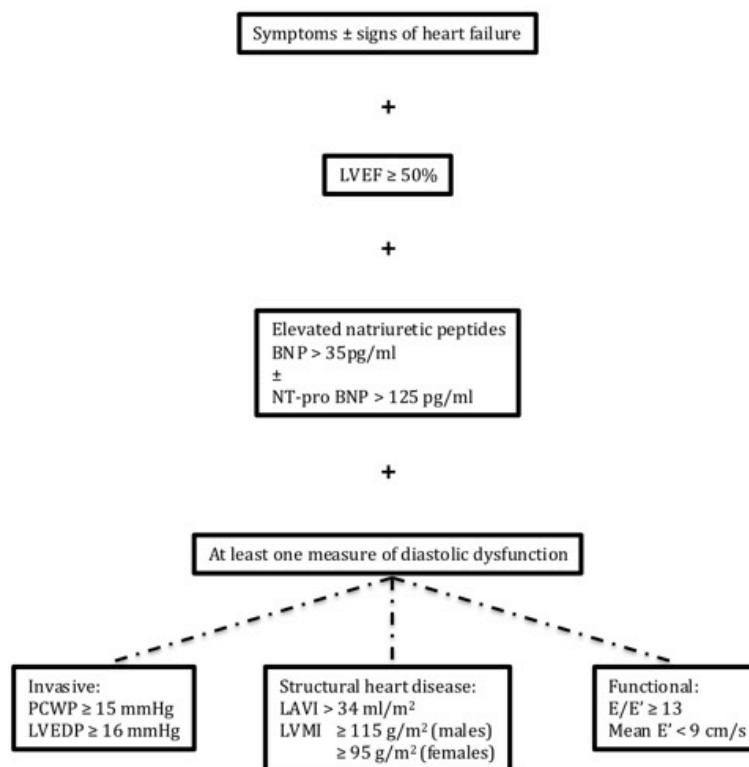 Symptoms ± signs of heart failure
+
LVEF ≥ 50%
+
Elevated natriuretic peptides
BNP > 35pg/ml
±
NT-pro BNP > 125 pg/ml
+
At least one measure of diastolic dysfunction
Invasive:
PCWP ≥ 15 mmHg
LVEDP ≥ 16 mmHg
Structural heart disease:
LAVI > 34 ml/m²
LVMI ≥ 115 g/m² (males)
≥ 95 g/m² (females)
Functional:
E/E' ≥ 13
Mean E' < 9 cm/s